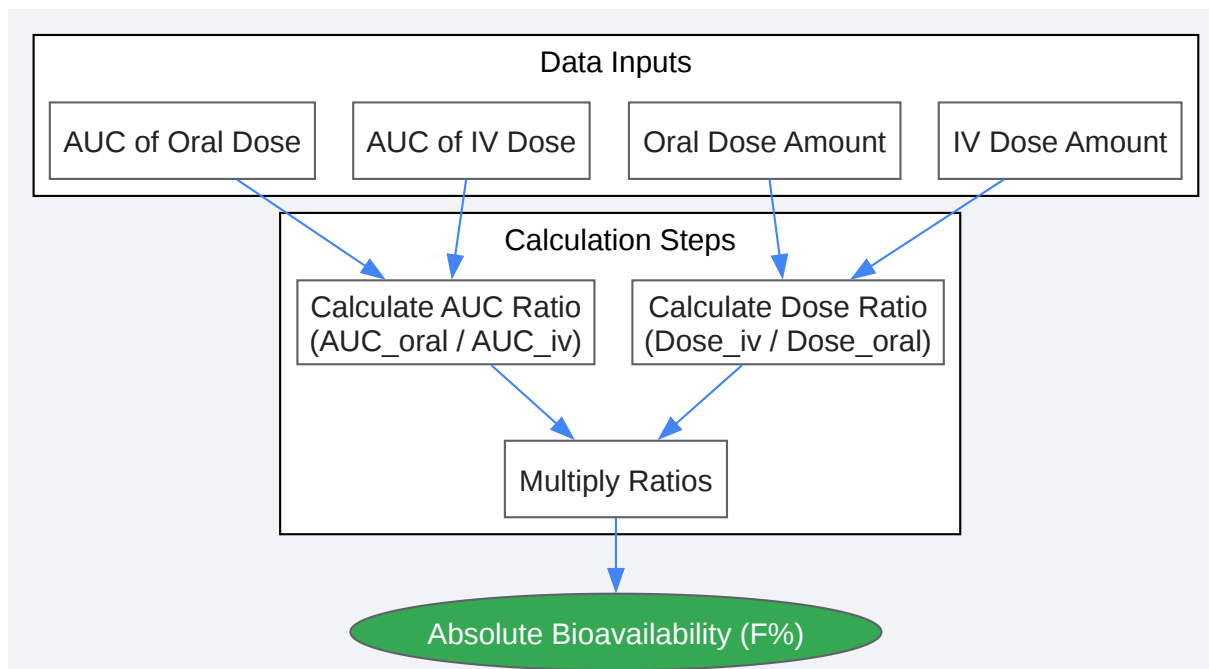 Data Inputs
AUC of Oral Dose
AUC of IV Dose
Oral Dose Amount
IV Dose Amount
Calculation Steps
Calculate AUC Ratio
(AUC_oral / AUC_iv)
Calculate Dose Ratio
(Dose_iv / Dose_oral)
Multiply Ratios
Absolute Bioavailability (F%)